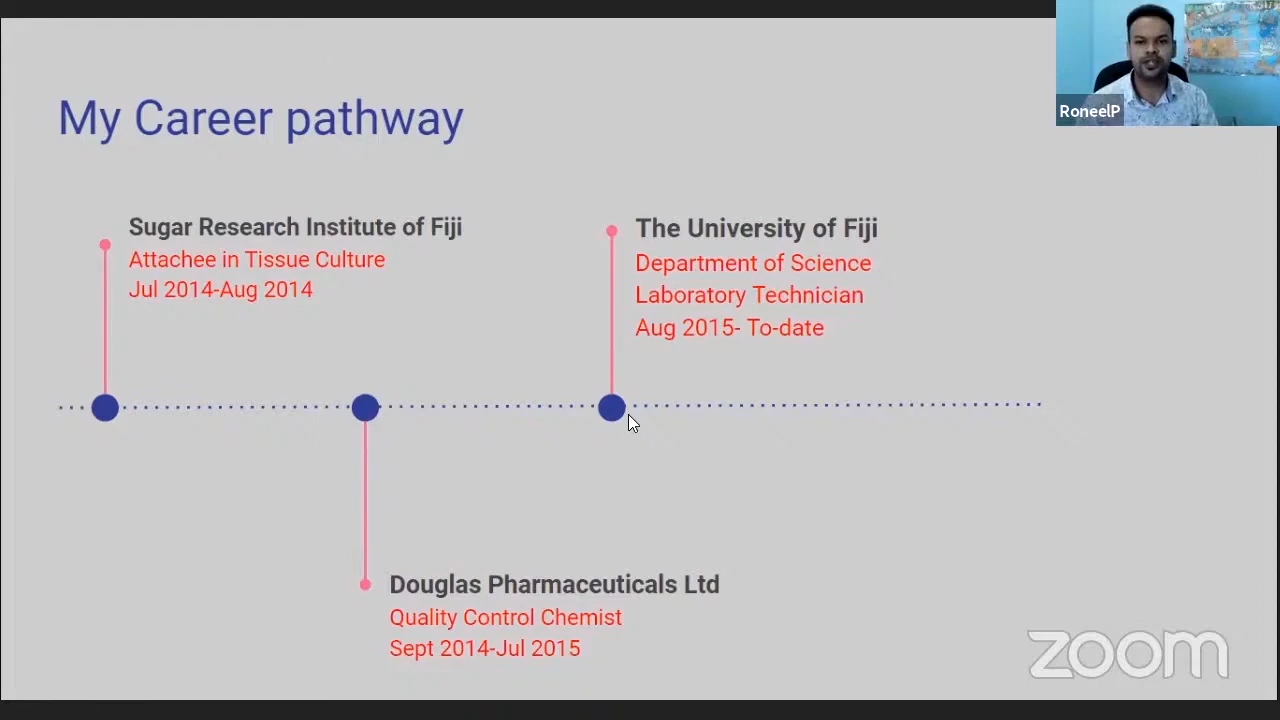 My Career pathway
RoneelP
Sugar Research Institute of Fiji
Attachee in Tissue Culture
Jul 2014-Aug 2014
The University of Fiji
Department of Science
Laboratory Technician
Aug 2015- To-date
Douglas Pharmaceuticals Ltd
Quality Control Chemist
Sept 2014-Jul 2015
zoom